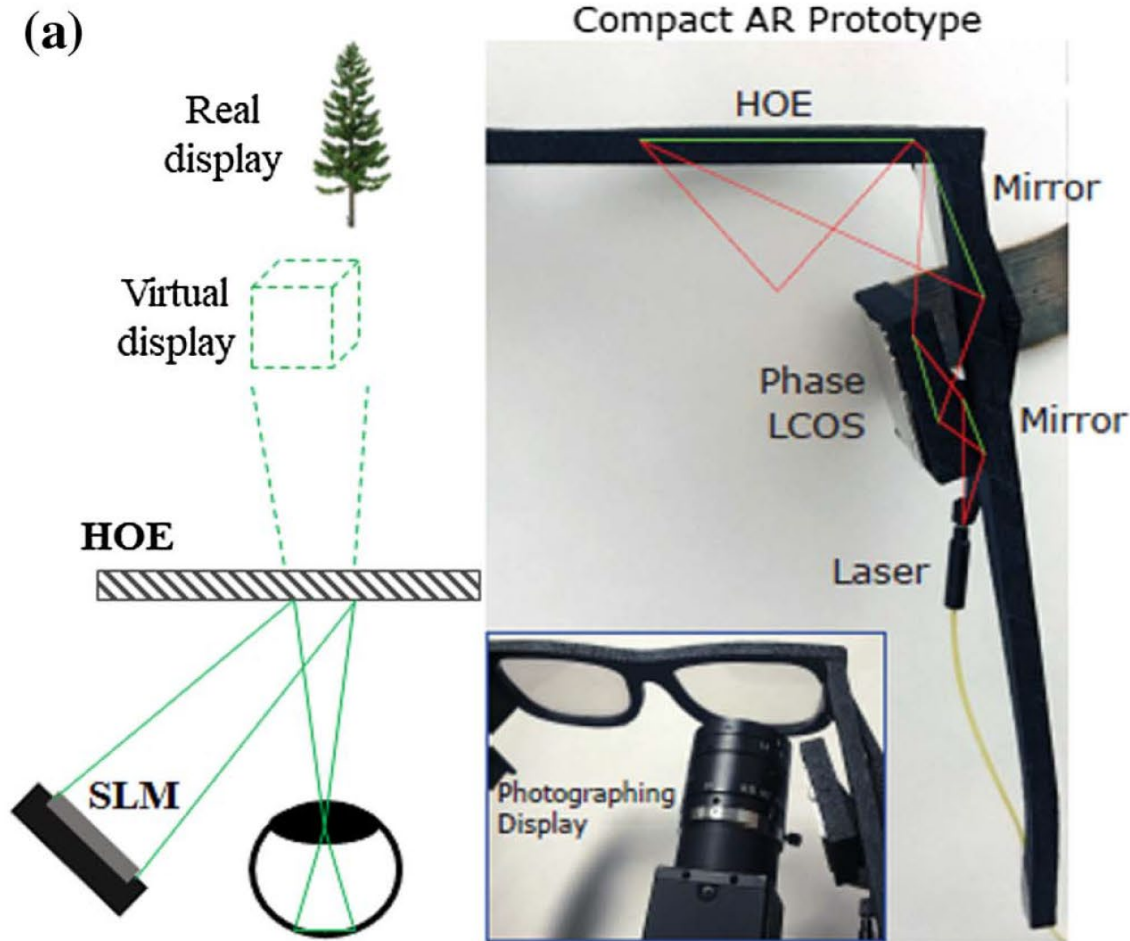 (a)
Real
display
Virtual
display
HOE
SLM
Compact AR Prototype
HOE
Mirror
Phase
LCOS
Mirror
Laser
Photographing
Display